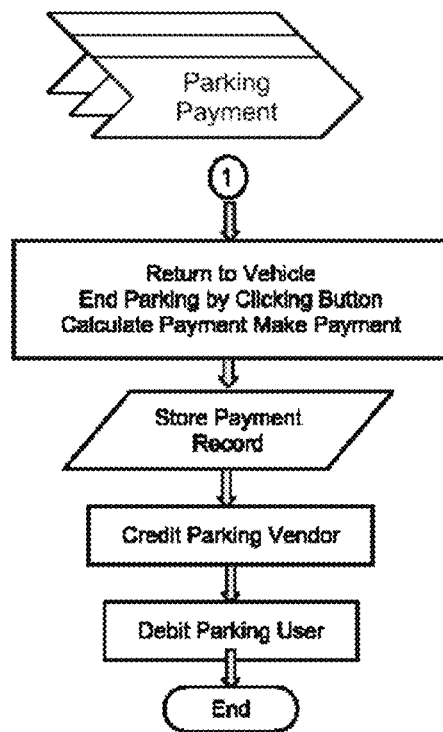 Parking
Payment
1
Return to Vehicle
End Parking by Clicking Button
Calculate Payment Make Payment
Store Payment
Record
Credit Parking Vendor
Debit Parking User
End